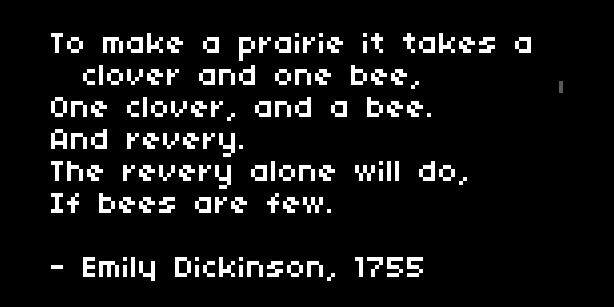 To make a prairie it takes a
clover and one bee,
One clover, and a bee.
And revery.
The revery alone will do,
If bees are few.
- Emily Dickinson, 1755